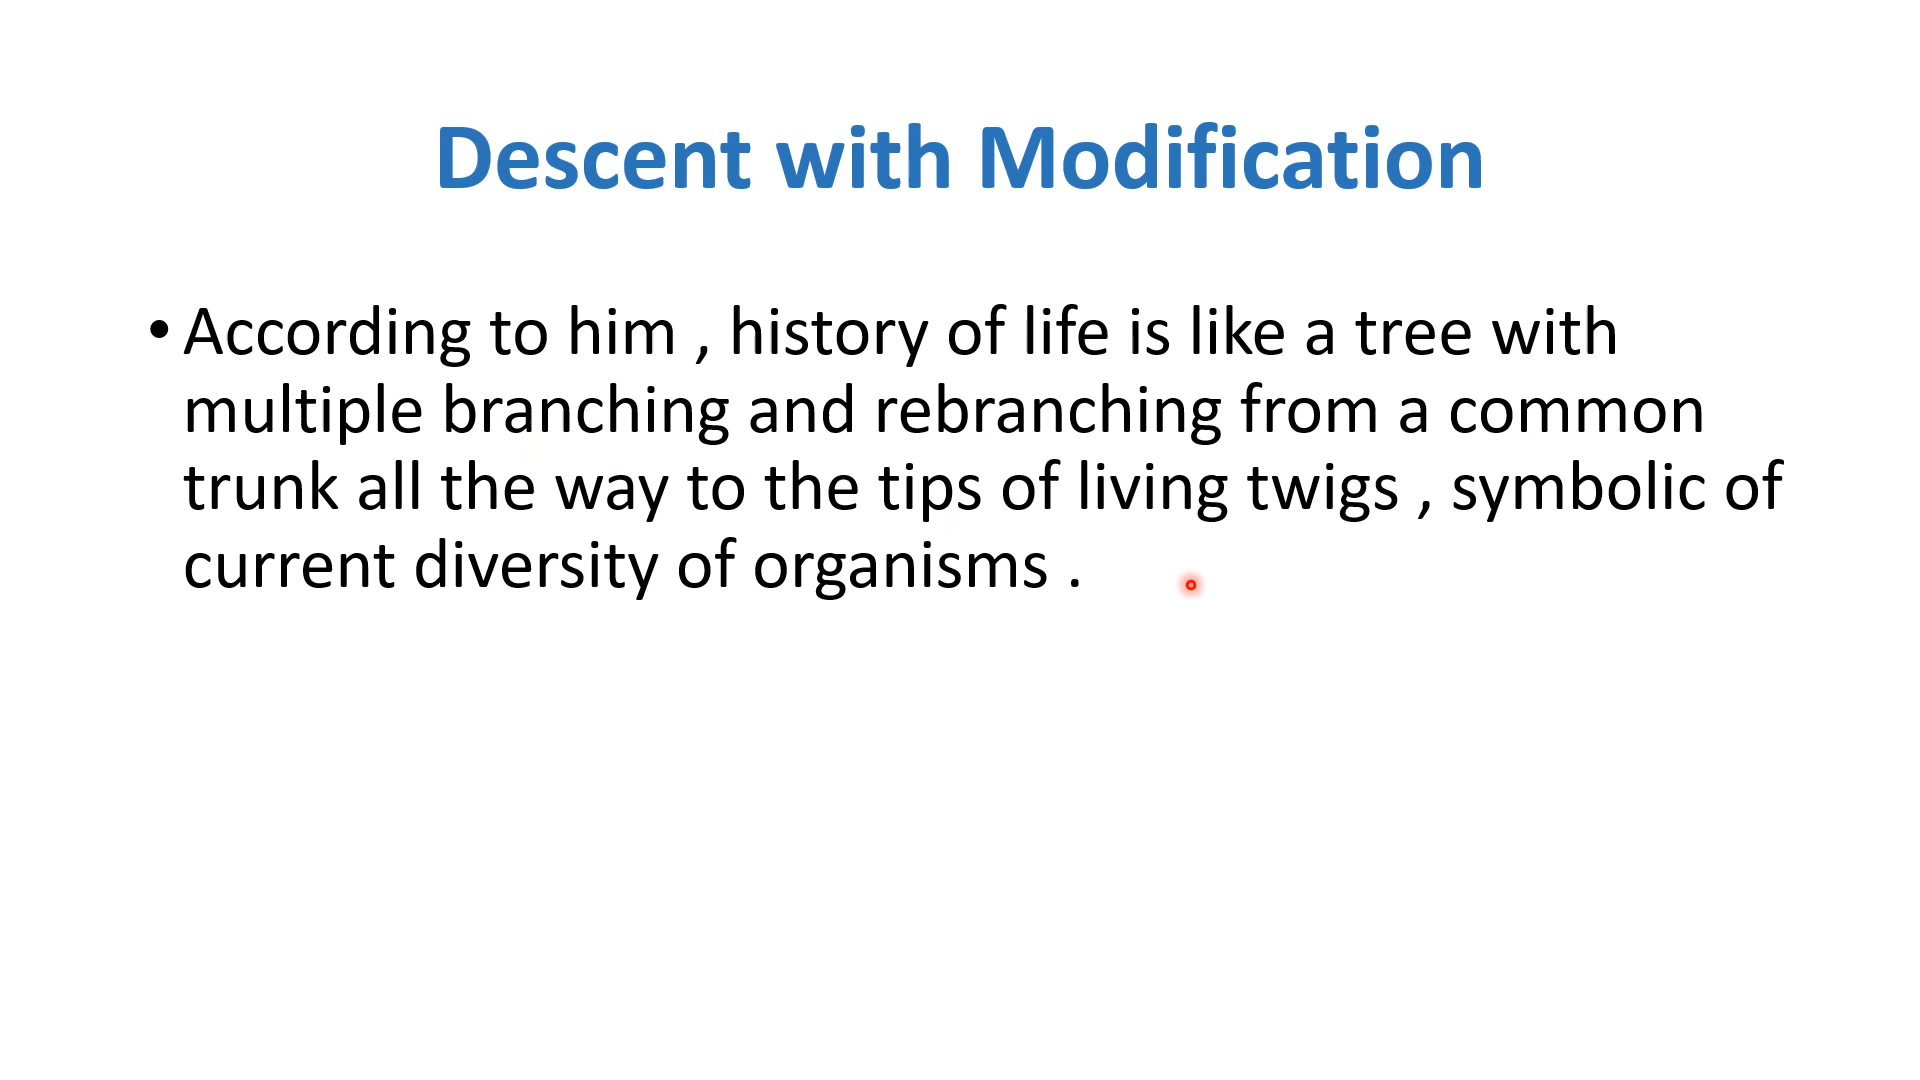 Descent with Modification
• According to him , history of life is like a tree with
multiple branching and rebranching from a common
trunk all the way to the tips of living twigs , symbolic of
current diversity of organisms .